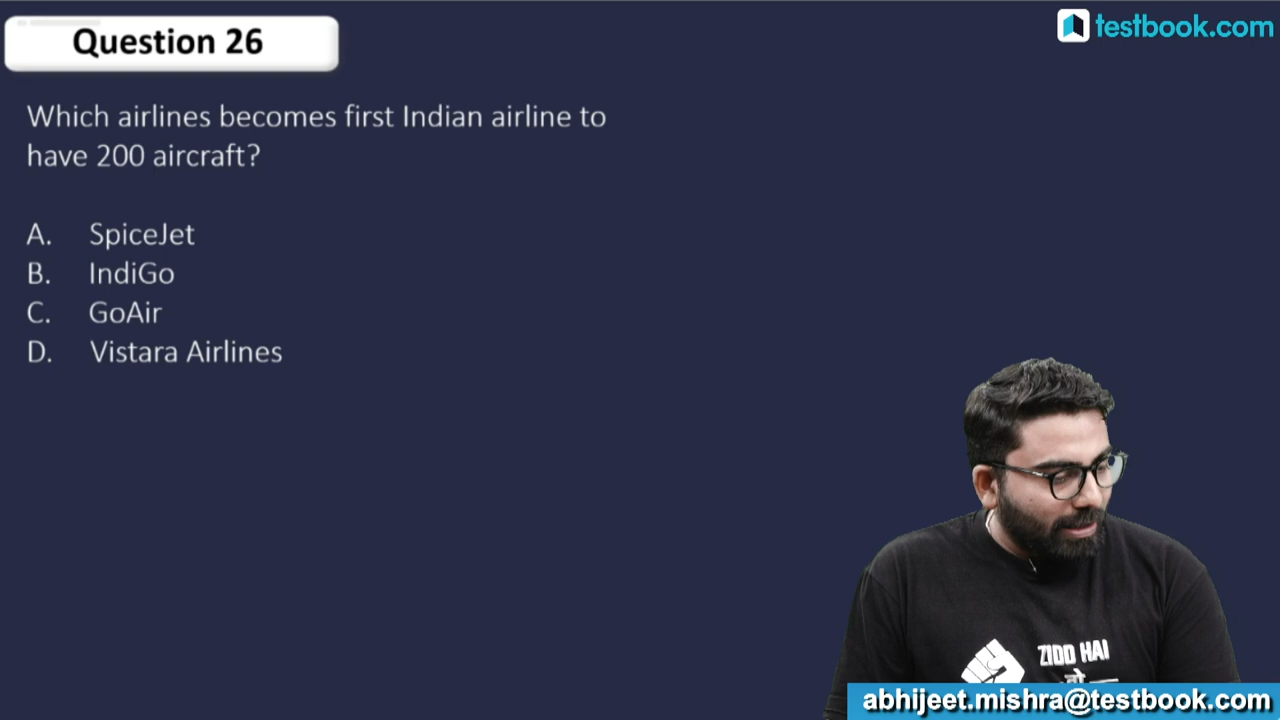 Question 26
testbook.com
Which airlines becomes first Indian airline to
have 200 aircraft?
A. SpiceJet
B. IndiGo
C. GoAir
D. Vistara Airlines
ZIDD HAI
तो
abhijeet.mishra@testbook.com